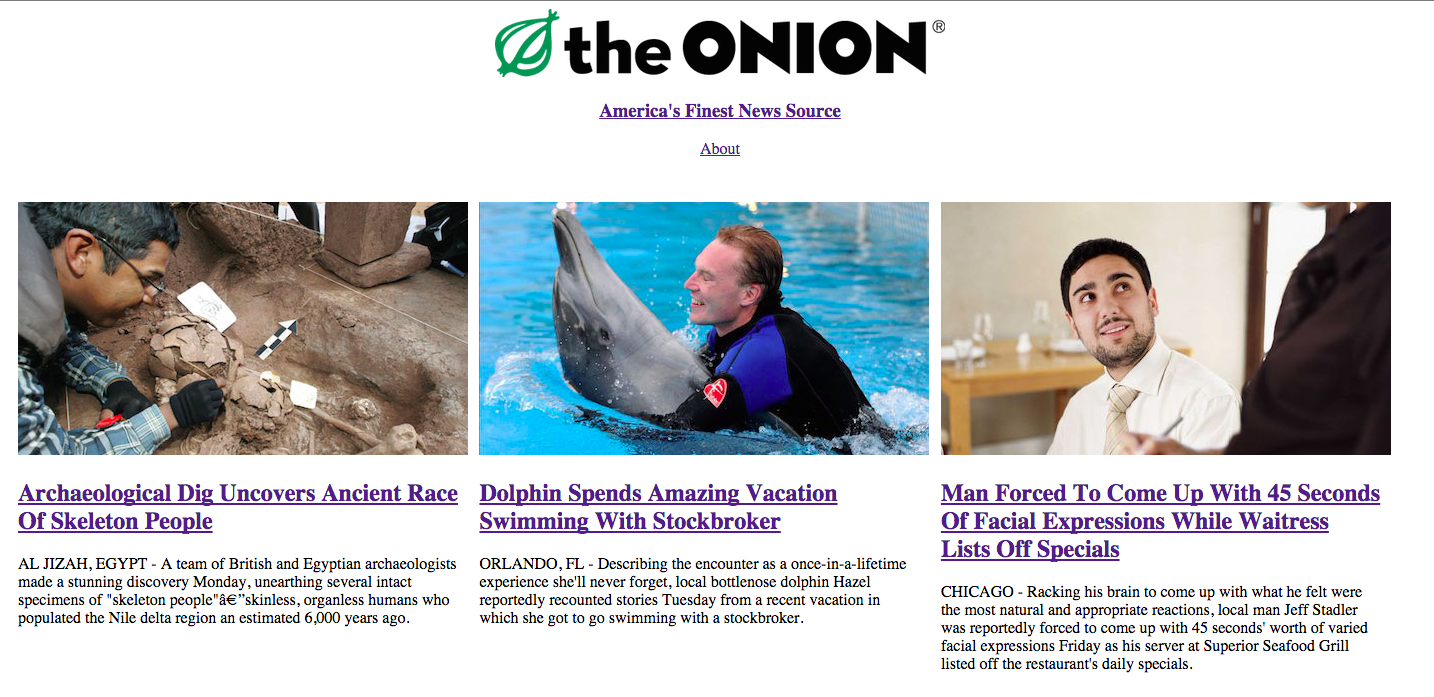 the ONION®
America's Finest News Source
About
Archaeological Dig Uncovers Ancient Race
Of Skeleton People
AL JIZAH, EGYPT - A team of British and Egyptian archaeologists
made a stunning discovery Monday, unearthing several intact
specimens of "skeleton people"â€”skinless, organless humans who
populated the Nile delta region an estimated 6,000 years ago.
Dolphin Spends Amazing Vacation
Swimming With Stockbroker
ORLANDO, FL - Describing the encounter as a once-in-a-lifetime
experience she'll never forget, local bottlenose dolphin Hazel
reportedly recounted stories Tuesday from a recent vacation in
which she got to go swimming with a stockbroker.
Man Forced To Come Up With 45 Seconds
Of Facial Expressions While Waitress
Lists Off Specials
CHICAGO - Racking his brain to come up with what he felt were
the most natural and appropriate reactions, local man Jeff Stadler
was reportedly forced to come up with 45 seconds' worth of varied
facial expressions Friday as his server at Superior Seafood Grill
listed off the restaurant's daily specials.